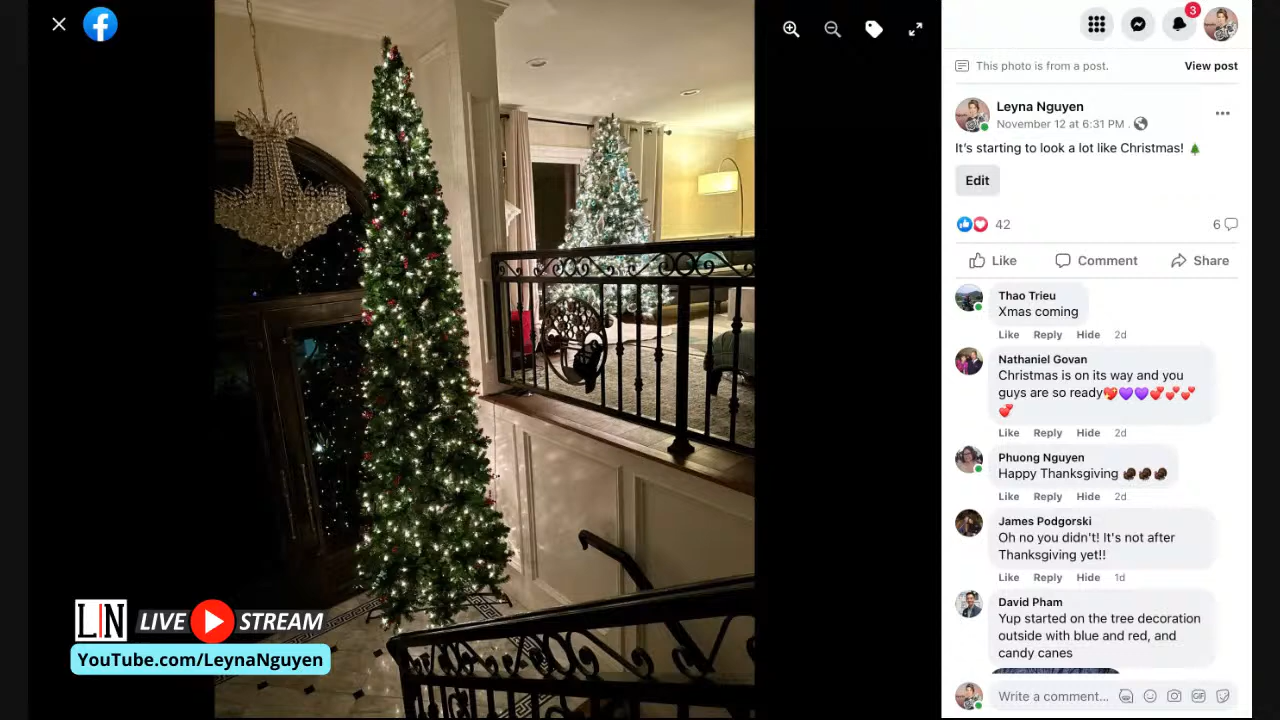 3
This photo is from a post.
View post
Leyna Nguyen
November 12 at 6:31 PM .
It's starting to look a lot like Christmas! 🎄
Edit
42
6
Like
Comment
Share
Thao Trieu
Xmas coming
Like Reply Hide 2d
Nathaniel Govan
Christmas is on its way and you
guys are so ready💖💜💜💕💕💕
💕
Like Reply Hide 2d
Phuong Nguyen
Happy Thanksgiving 🦃🦃🦃
Like Reply Hide 2d
James Podgorski
Oh no you didn't! It's not after
Thanksgiving yet!!
Like Reply Hide 1d
David Pham
Yup started on the tree decoration
outside with blue and red, and
candy canes
Write a comment...
GIF
LN LIVE STREAM
YouTube.com/LeynaNguyen